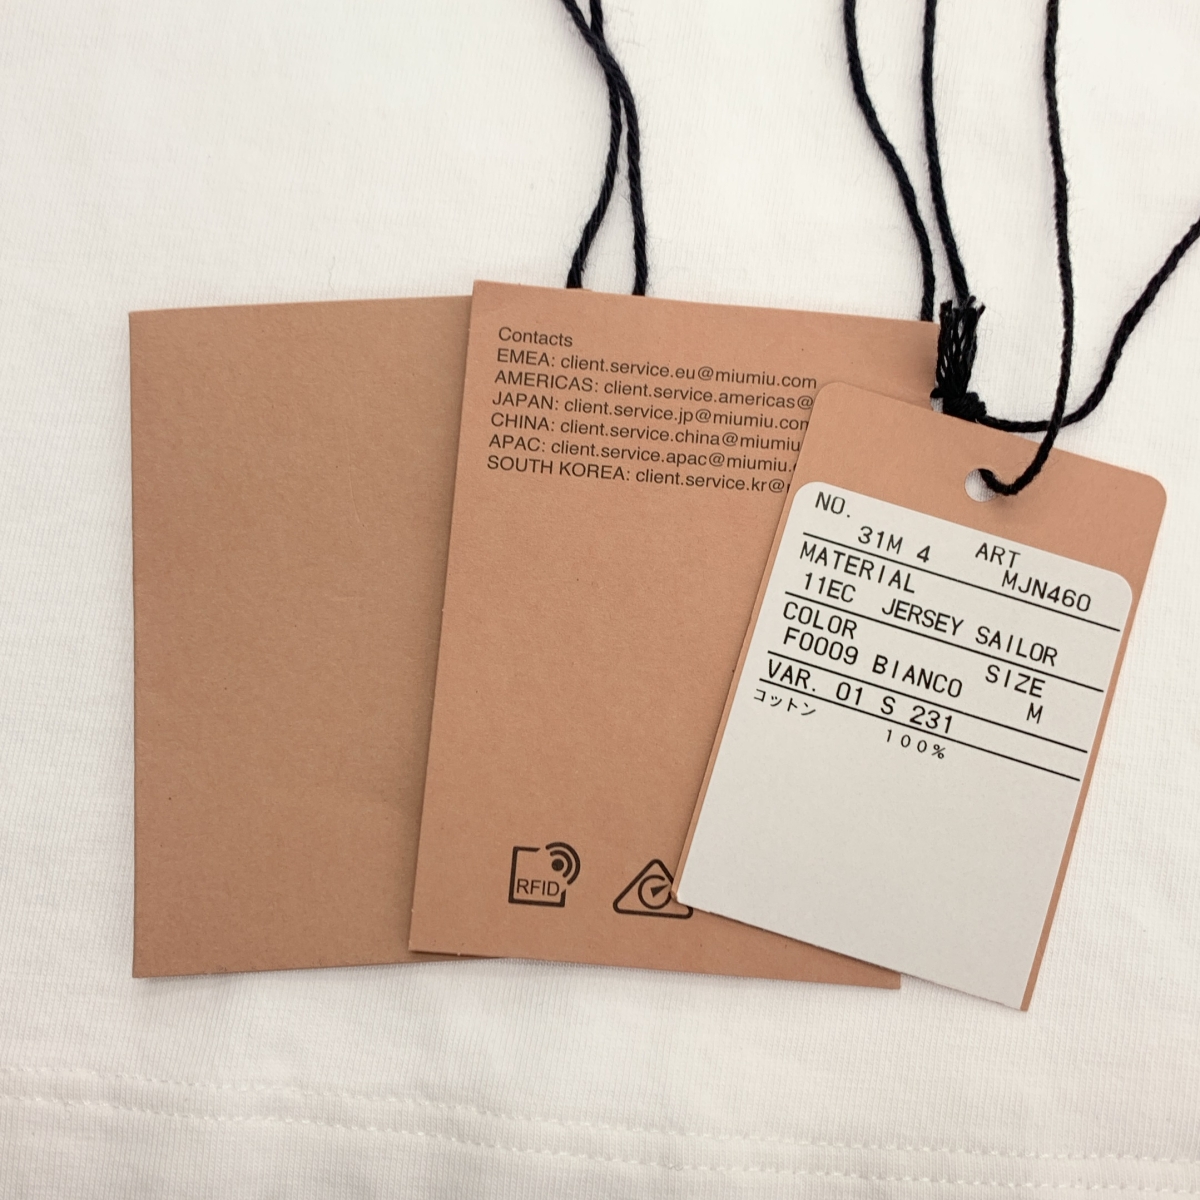 Contacts
EMEA: client.service.eu@miumiu.com
AMERICAS: client.service.americas@
JAPAN: client.service.jp@miumiu.com
CHINA: client.service.china@miumiu
APAC: client.service.apac@miumiu.
SOUTH KOREA: client.service.kr@
RFID
NO. ART
31M 4 MJN460
MATERIAL
11EC JERSEY SAILOR
COLOR SIZE
F0009 BIANCO M
VAR. 01 S 231
コットン
100%